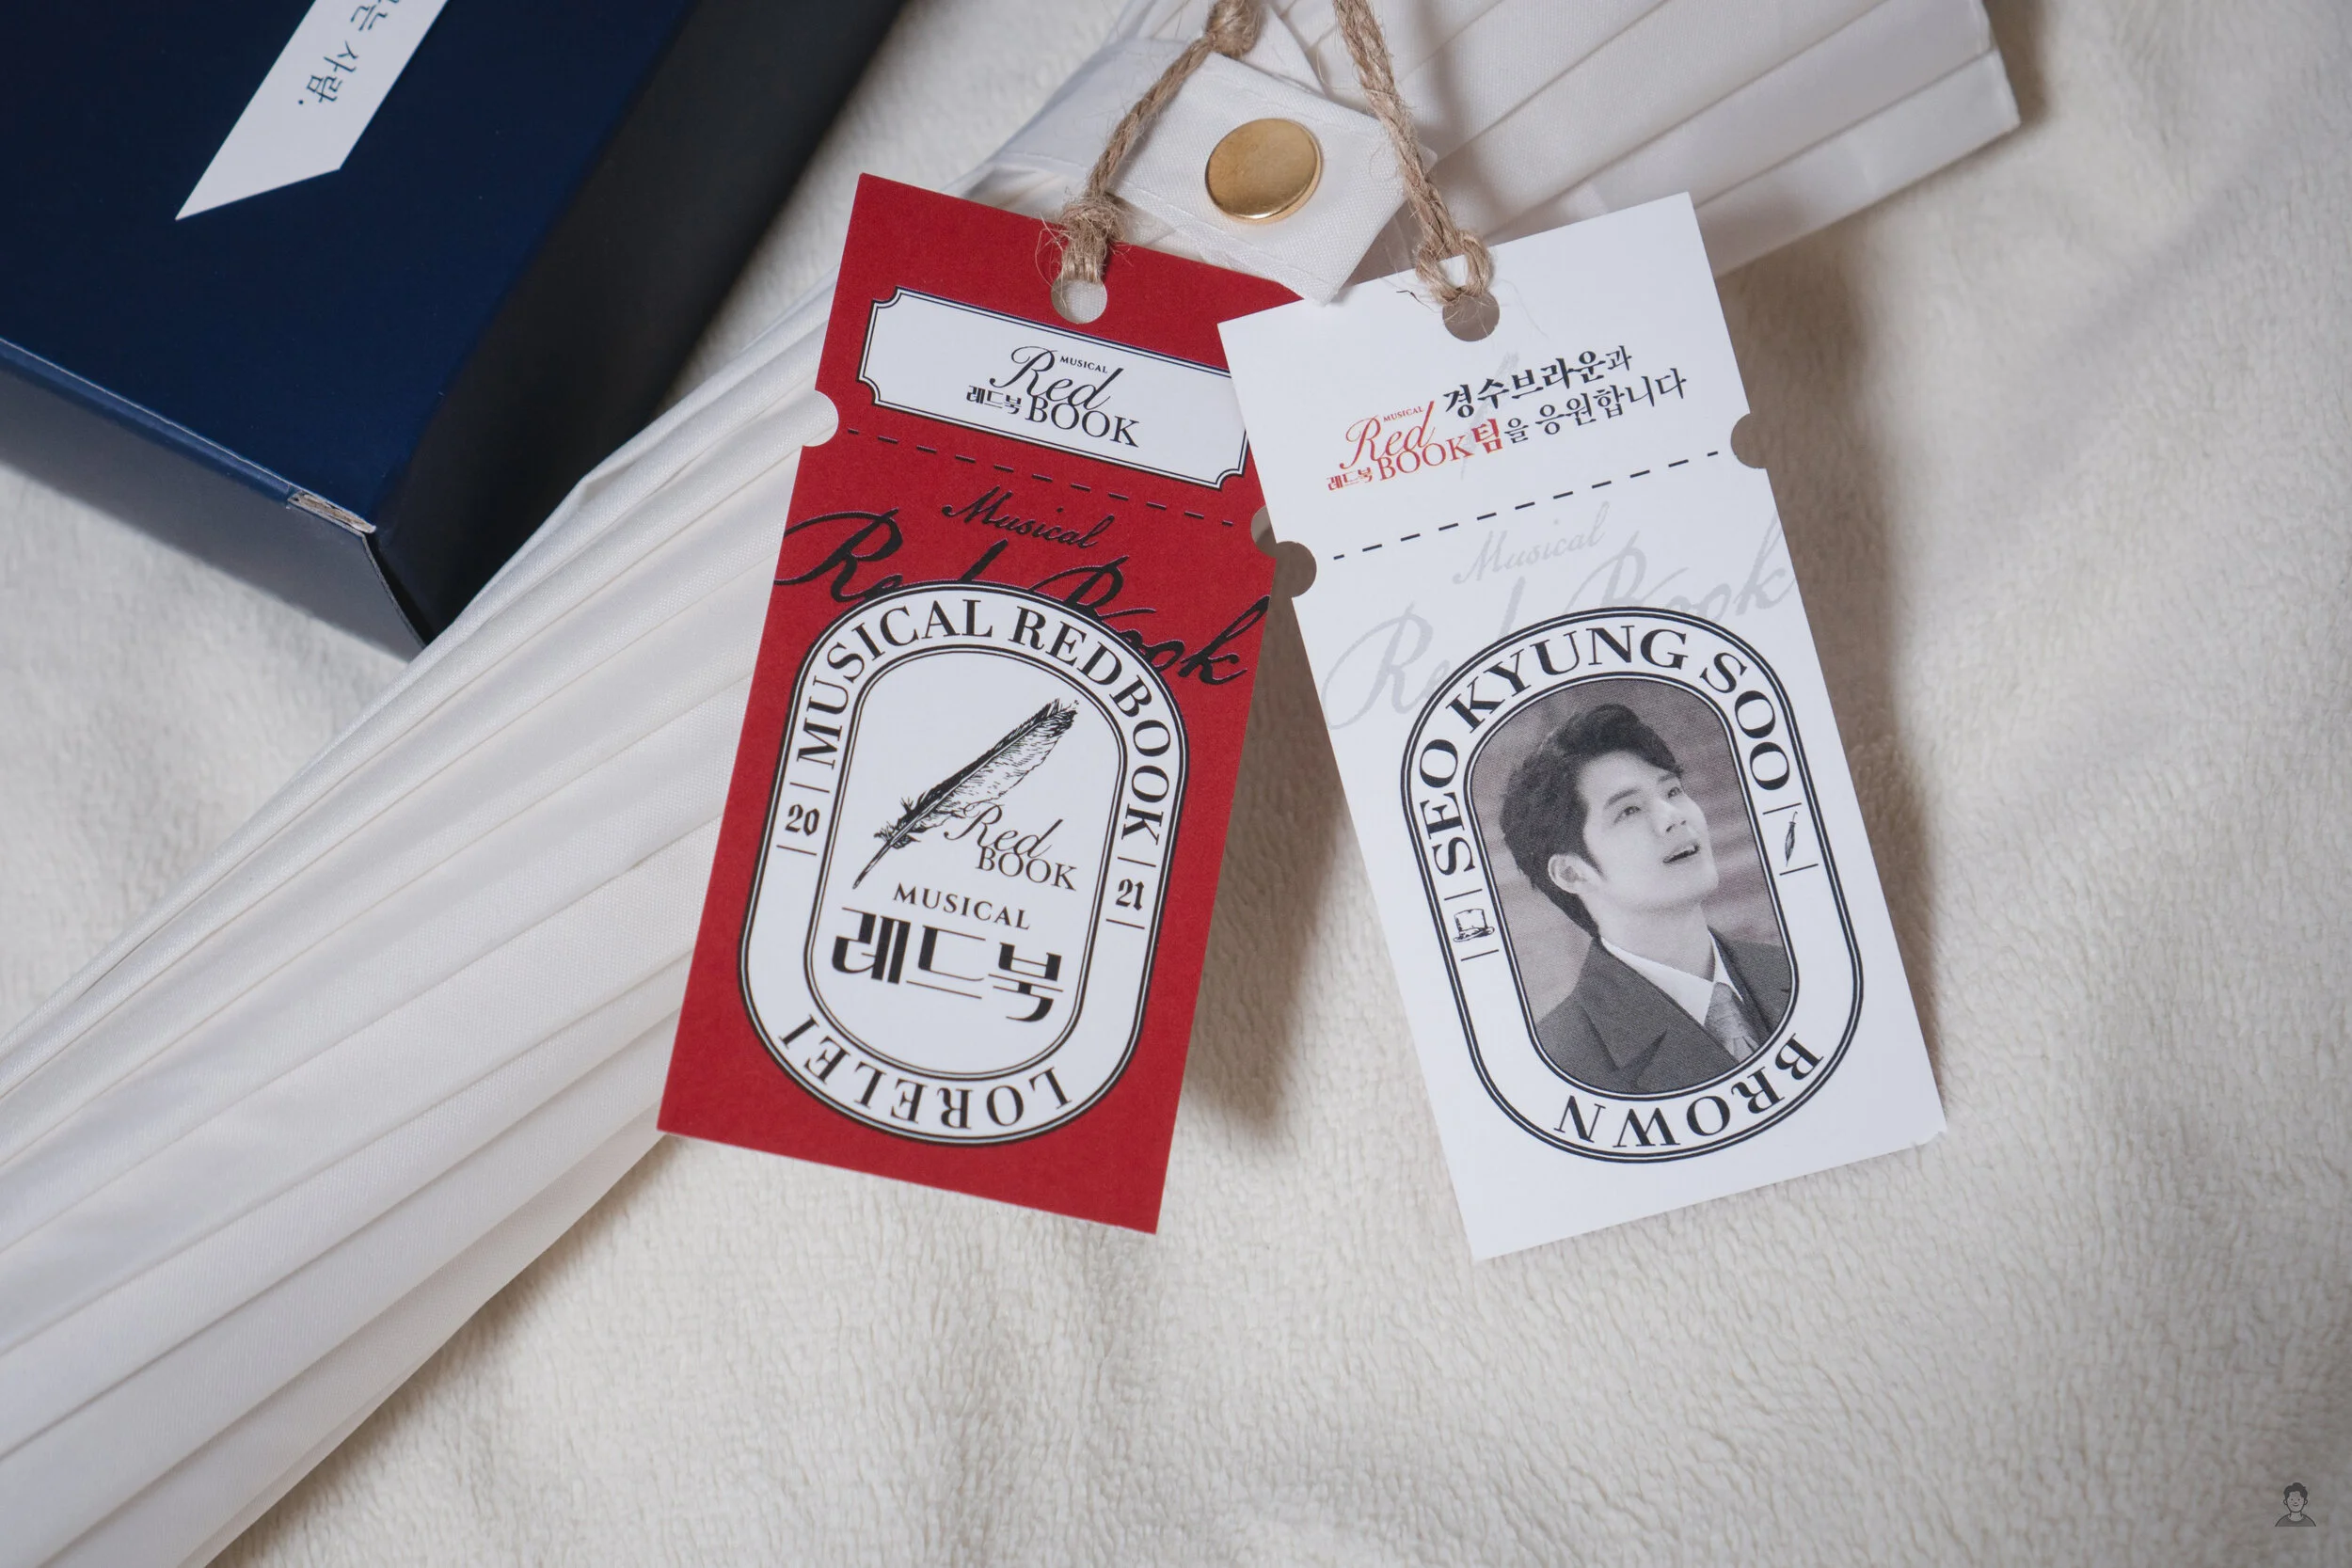 는 사람.
MUSICAL
Red
레드북 BOOK
Musical
Red Book
MUSICAL REDBOOK
20
21
Red
BOOK
MUSICAL
레드북
LORELEI
경수브라운과
MUSICAL
Red
레드북 BOOK 팀을 응원합니다
Musical
Red Book
SEO KYUNG SOO
BROWN